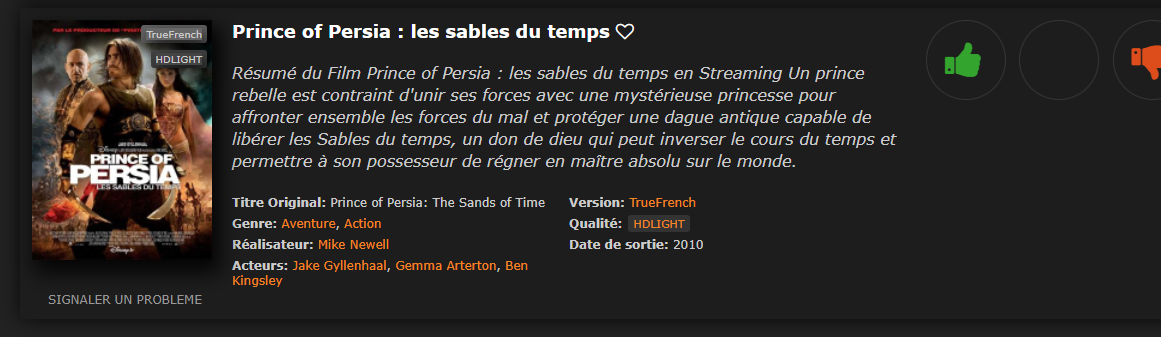 PAR LE PRODUCTEUR DE
TrueFrench
HDLIGHT
JAKE GYLLENHAAL
Disney
PRINCE OF
PERSIA
LES SABLES DU TEMPS
Disney
SIGNALER UN PROBLEME
Prince of Persia : les sables du temps
Résumé du Film Prince of Persia : les sables du temps en Streaming Un prince
rebelle est contraint d'unir ses forces avec une mystérieuse princesse pour
affronter ensemble les forces du mal et protéger une dague antique capable de
libérer les Sables du temps, un don de dieu qui peut inverser le cours du temps et
permettre à son possesseur de régner en maître absolu sur le monde.
Titre Original: Prince of Persia: The Sands of Time
Genre: Aventure, Action
Réalisateur: Mike Newell
Acteurs: Jake Gyllenhaal, Gemma Arterton, Ben
Kingsley
Version: TrueFrench
Qualité: HDLIGHT
Date de sortie: 2010